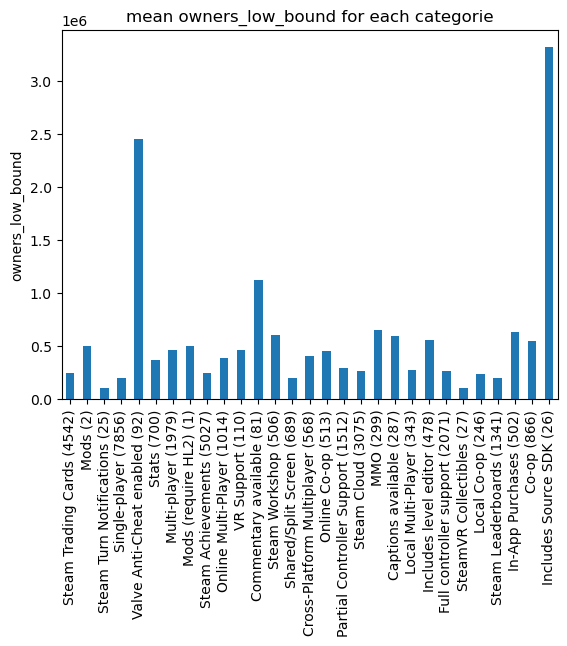 mean owners_low_bound for each categorie
1e6
3.0
2.5
2.0
1.5
1.0
0.5
0.0
owners_low_bound
Steam Trading Cards (4542)
Mods (2)
Steam Turn Notifications (25)
Single-player (7856)
Valve Anti-Cheat enabled (92)
Stats (700)
Multi-player (1979)
Mods (require HL2) (1)
Steam Achievements (5027)
Online Multi-Player (1014)
VR Support (110)
Commentary available (81)
Steam Workshop (506)
Shared/Split Screen (689)
Cross-Platform Multiplayer (568)
Online Co-op (513)
Partial Controller Support (1512)
Steam Cloud (3075)
MMO (299)
Captions available (287)
Local Multi-Player (343)
Includes level editor (478)
Full controller support (2071)
SteamVR Collectibles (27)
Local Co-op (246)
Steam Leaderboards (1341)
In-App Purchases (502)
Co-op (866)
Includes Source SDK (26)